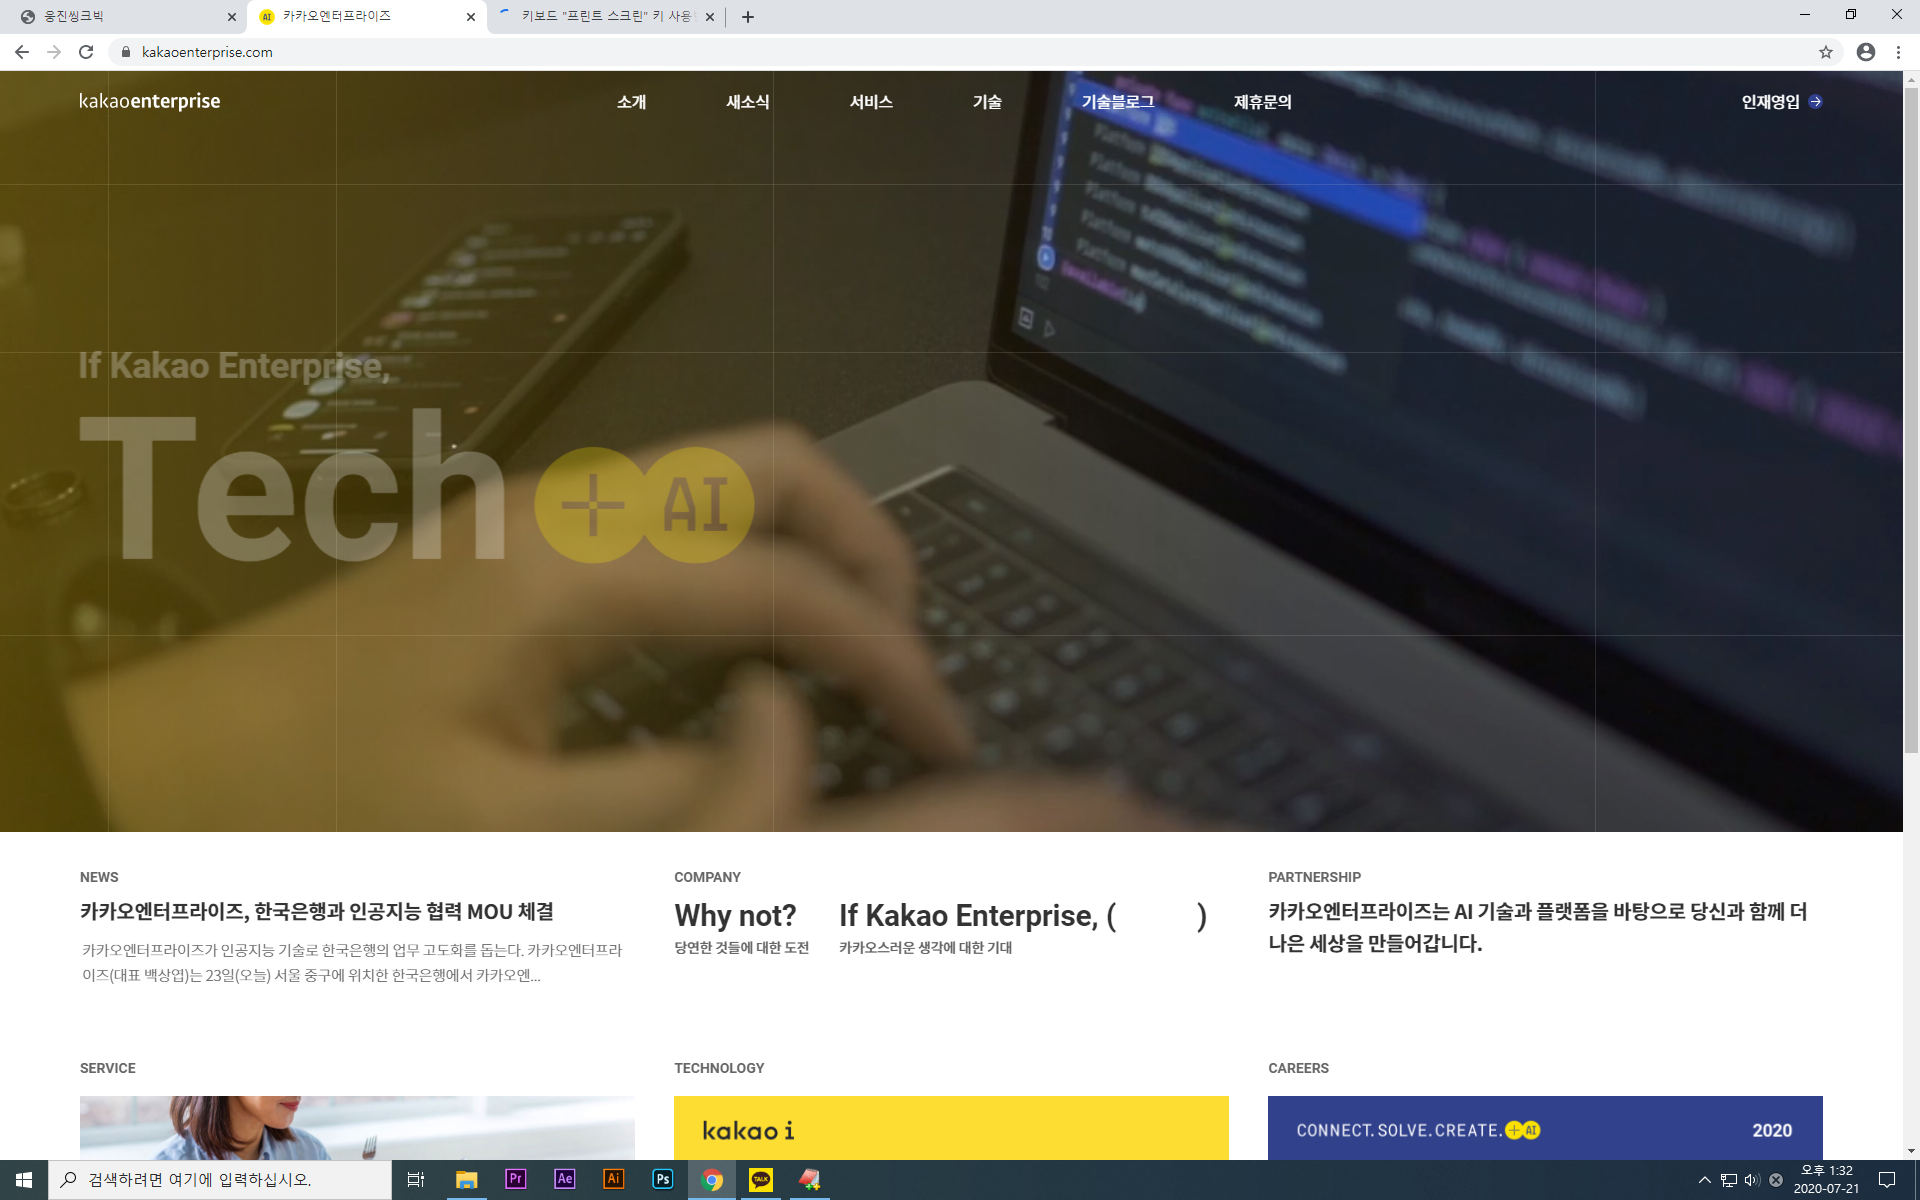 웅진씽크빅
카카오엔터프라이즈
키보드 "프린트 스크린" 키 사용
kakaoenterprise.com
kakaoenterprise
소개
새소식
서비스
기술
기술블로그
제휴문의
인재영입
If Kakao Enterprise,
Tech + AI
NEWS
카카오엔터프라이즈, 한국은행과 인공지능 협력 MOU 체결
카카오엔터프라이즈가 인공지능 기술로 한국은행의 업무 고도화를 돕는다. 카카오엔터프라
이즈(대표 백상엽)는 23일(오늘) 서울 중구에 위치한 한국은행에서 카카오엔...
COMPANY
Why not?
당연한 것들에 대한 도전
If Kakao Enterprise, ( )
카카오스러운 생각에 대한 기대
PARTNERSHIP
카카오엔터프라이즈는 AI 기술과 플랫폼을 바탕으로 당신과 함께 더
나은 세상을 만들어갑니다.
SERVICE
TECHNOLOGY
kakao i
CAREERS
CONNECT.SOLVE.CREATE.+AI
2020
검색하려면 여기에 입력하십시오.
Pr
Ae
Ai
Ps
TALK
오후 1:32
2020-07-21